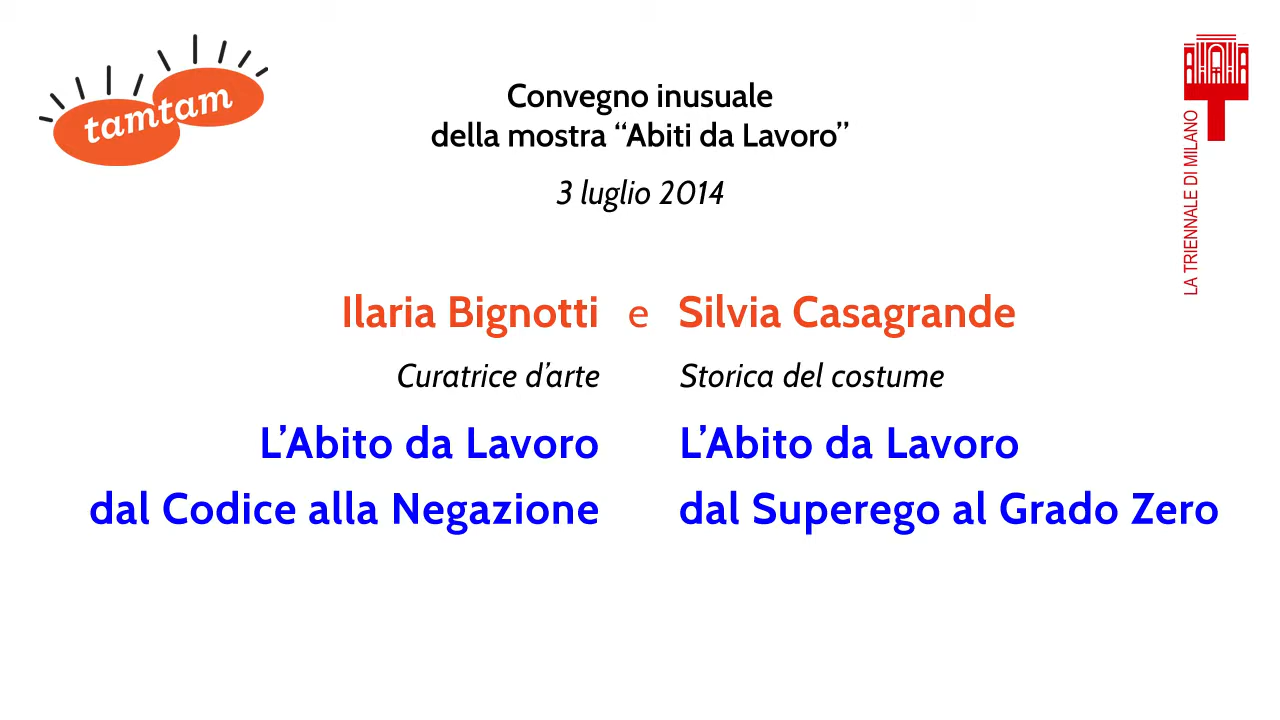 tamtam
Convegno inusuale
della mostra “Abiti da Lavoro”
3 luglio 2014
LA TRIENNALE DI MILANO
Ilaria Bignotti e Silvia Casagrande
Curatrice d’arte Storica del costume
L’Abito da Lavoro L’Abito da Lavoro
dal Codice alla Negazione dal Superego al Grado Zero